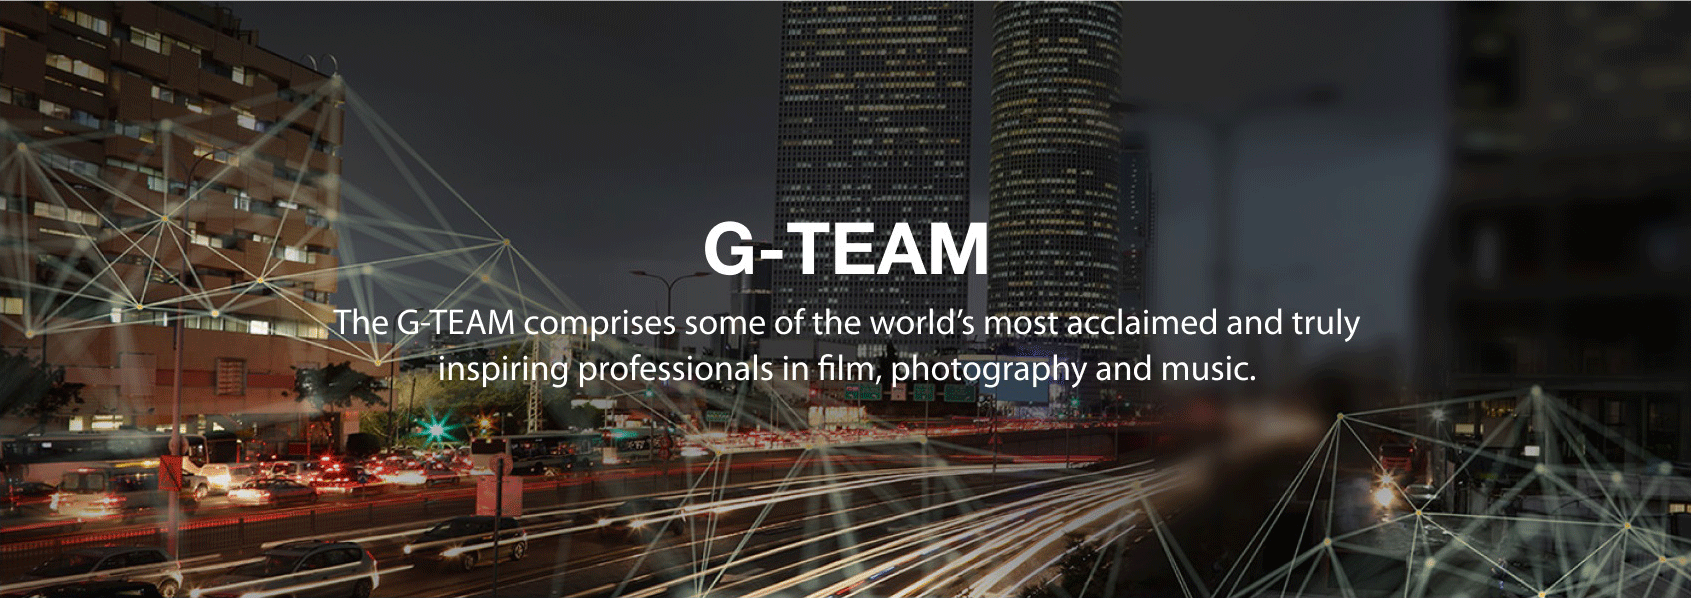 G-TEAM
The G-TEAM comprises some of the world’s most acclaimed and truly
inspiring professionals in film, photography and music.